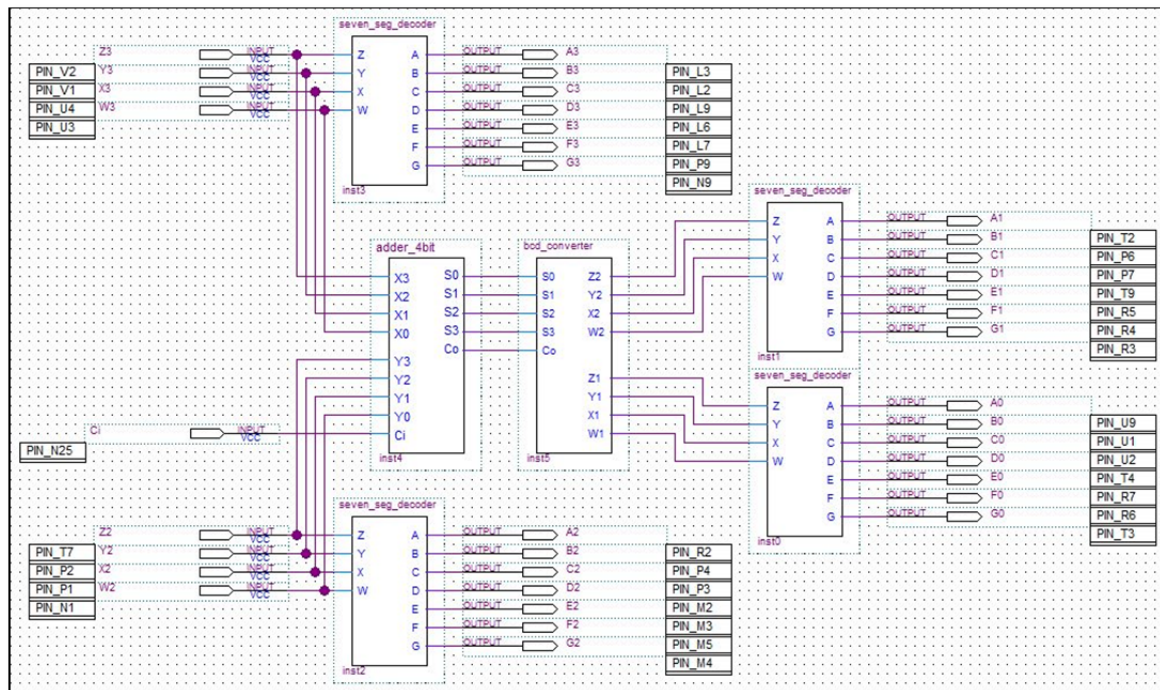 seven_seg_decoder
Z3 INPUT VCC Z A OUTPUT A3
PIN_V2 Y3 INPUT VCC Y B OUTPUT B3 PIN_L3
PIN_V1 X3 INPUT VCC X C OUTPUT C3 PIN_L2
PIN_U4 W3 INPUT VCC W D OUTPUT D3 PIN_L9
PIN_U3 E OUTPUT E3 PIN_L6
F OUTPUT F3 PIN_L7
G OUTPUT G3 PIN_P9
inst3 PIN_N9
adder_4bit
X3 S0
X2 S1
X1 S2
X0 S3
Co
Y3
Y2
Y1
Y0
Ci INPUT VCC Ci
PIN_N25
inst4
bcd_converter
S0 Z2
S1 Y2
S2 X2
S3 W2
Co
Z1
Y1
X1
W1
inst5
seven_seg_decoder
Z A OUTPUT A1
Y B OUTPUT B1 PIN_T2
X C OUTPUT C1 PIN_P6
W D OUTPUT D1 PIN_P7
E OUTPUT E1 PIN_T9
F OUTPUT F1 PIN_R5
G OUTPUT G1 PIN_R4
inst1 PIN_R3
seven_seg_decoder
Z A OUTPUT A0
Y B OUTPUT B0 PIN_U9
X C OUTPUT C0 PIN_U1
W D OUTPUT D0 PIN_U2
E OUTPUT E0 PIN_T4
F OUTPUT F0 PIN_R7
G OUTPUT G0 PIN_R6
inst0 PIN_T3
seven_seg_decoder
Z2 INPUT VCC Z A OUTPUT A2
PIN_T7 Y2 INPUT VCC Y B OUTPUT B2 PIN_R2
PIN_P2 X2 INPUT VCC X C OUTPUT C2 PIN_P4
PIN_P1 W2 INPUT VCC W D OUTPUT D2 PIN_P3
PIN_N1 E OUTPUT E2 PIN_M2
F OUTPUT F2 PIN_M3
G OUTPUT G2 PIN_M5
inst2 PIN_M4